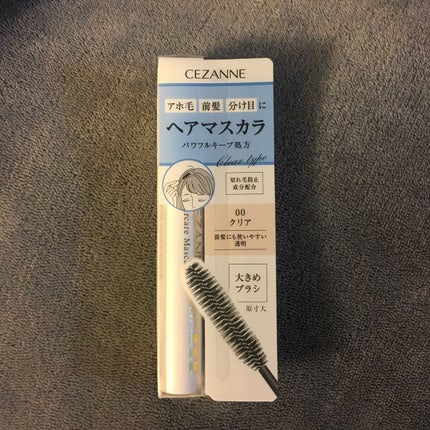 CEZANNE
アホ毛 前髪 分け目に
ヘアマスカラ
パワフルキープ処方
Clear type
切れ毛防止
成分配合
00
クリア
前髪にも使いやすい
透明
大きめ
ブラシ
原寸大